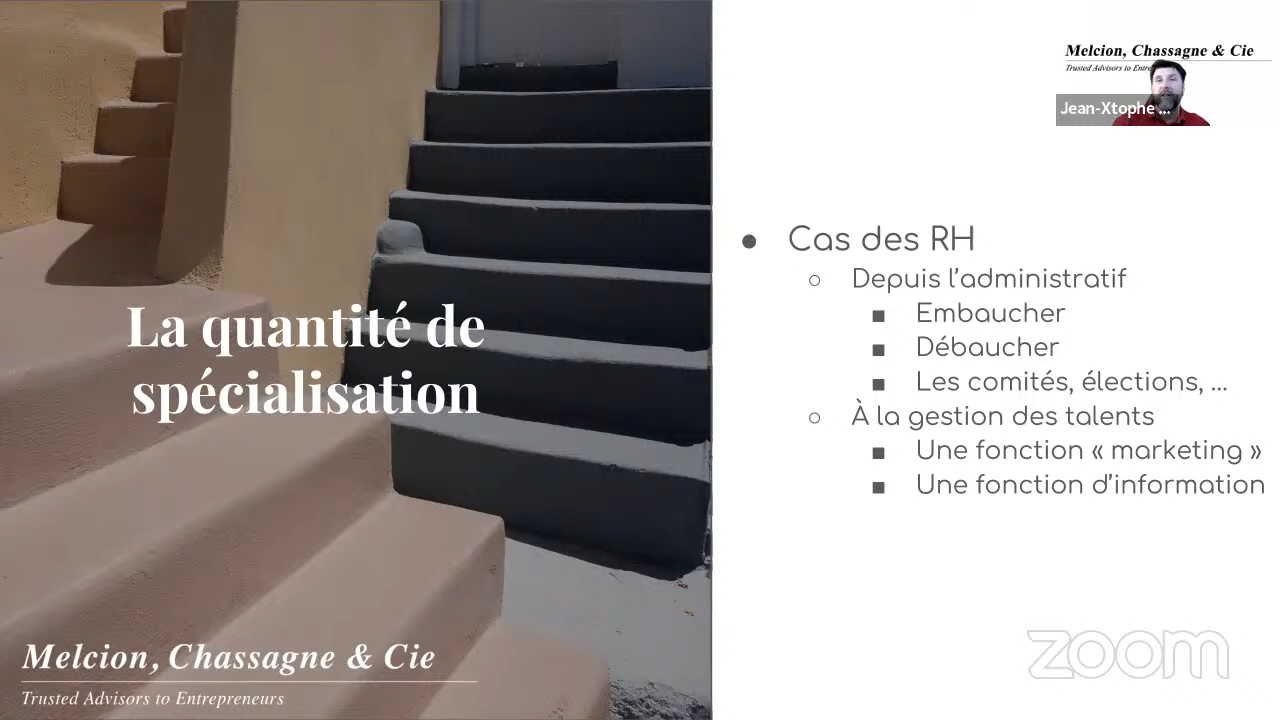 La quantité de
spécialisation
Melcion, Chassagne & Cie
Trusted Advisors to Entrepreneurs
Melcion, Chassagne & Cie
Trusted Advisors to
Jean-Xtophe ...
● Cas des RH
○ Depuis l’administratif
■ Embaucher
■ Débaucher
■ Les comités, élections, ...
○ À la gestion des talents
■ Une fonction « marketing »
■ Une fonction d’information
zoom